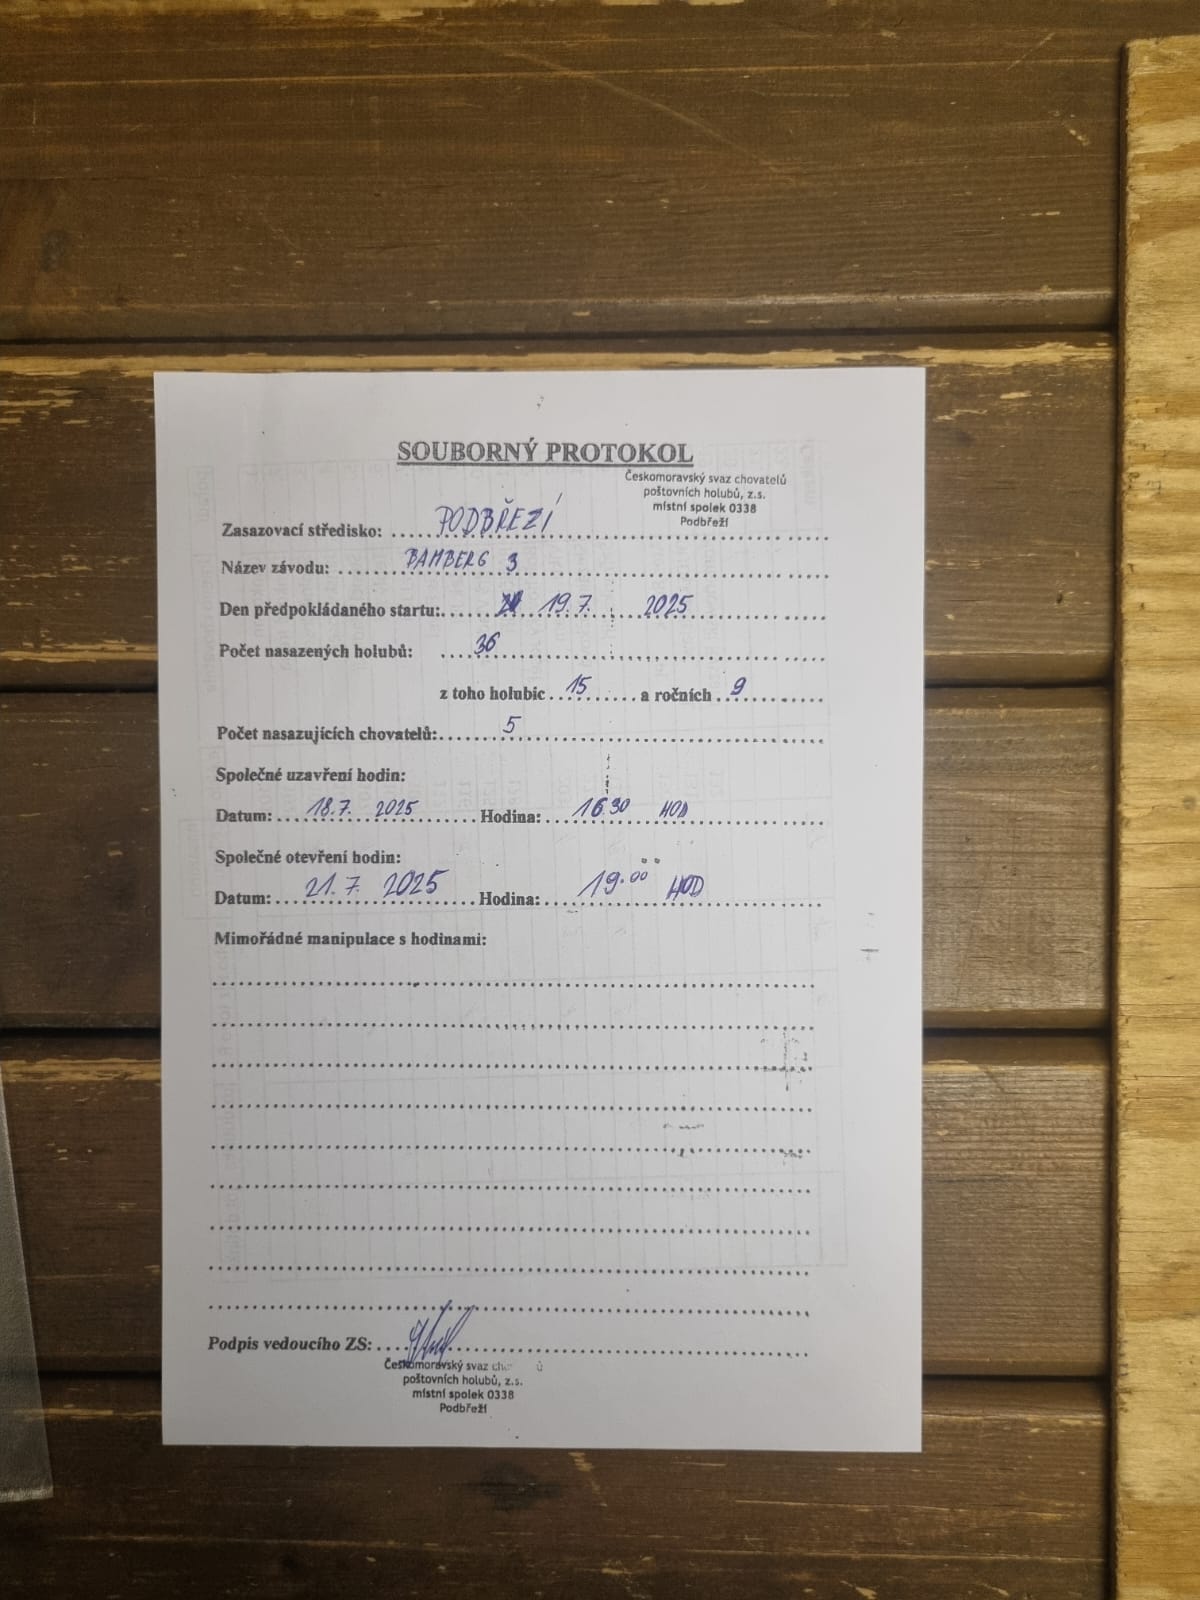 SOUBORNÝ PROTOKOL
Českomoravský svaz chovatelů
poštovních holubů, z.s.
místní spolek 0338
Podbřeží
Zasazovací středisko: PODBŘEZÍ
Název závodu: BAMBERG 3
Den předpokládaného startu: 19.7. 2025
Počet nasazených holubů: 36
z toho holubic 15 a ročních 9
Počet nasazujících chovatelů: 5
Společné uzavření hodin:
Datum: 18.7. 2025 Hodina: 16.30 HOD
Společné otevření hodin:
Datum: 21.7. 2025 Hodina: 19.00 HOD
Mimořádné manipulace s hodinami:
Podpis vedoucího ZS:
Českomoravský svaz
poštovních holubů, z.s.
místní spolek 0338
Podbřeží